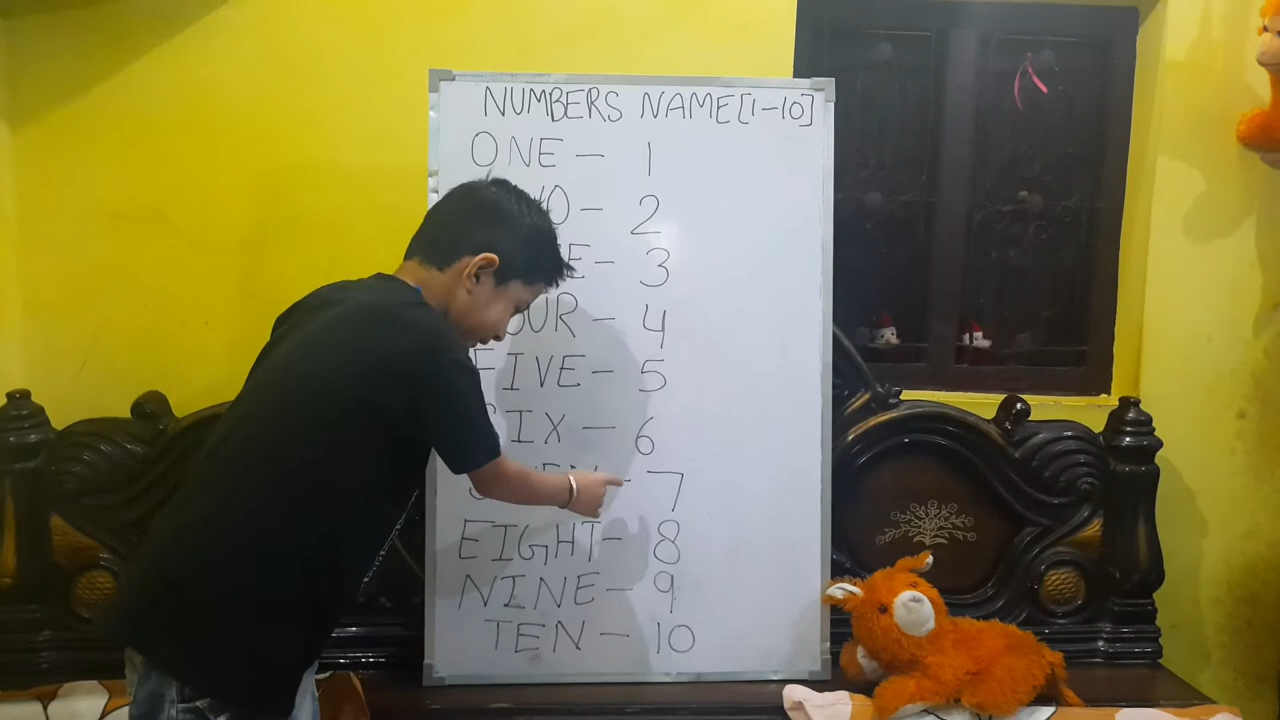 NUMBERS NAME[1-10]
ONE - 1
- 2
- 3
- 4
FIVE - 5
SIX - 6
- 7
EIGHT- 8
NINE - 9
TEN - 10